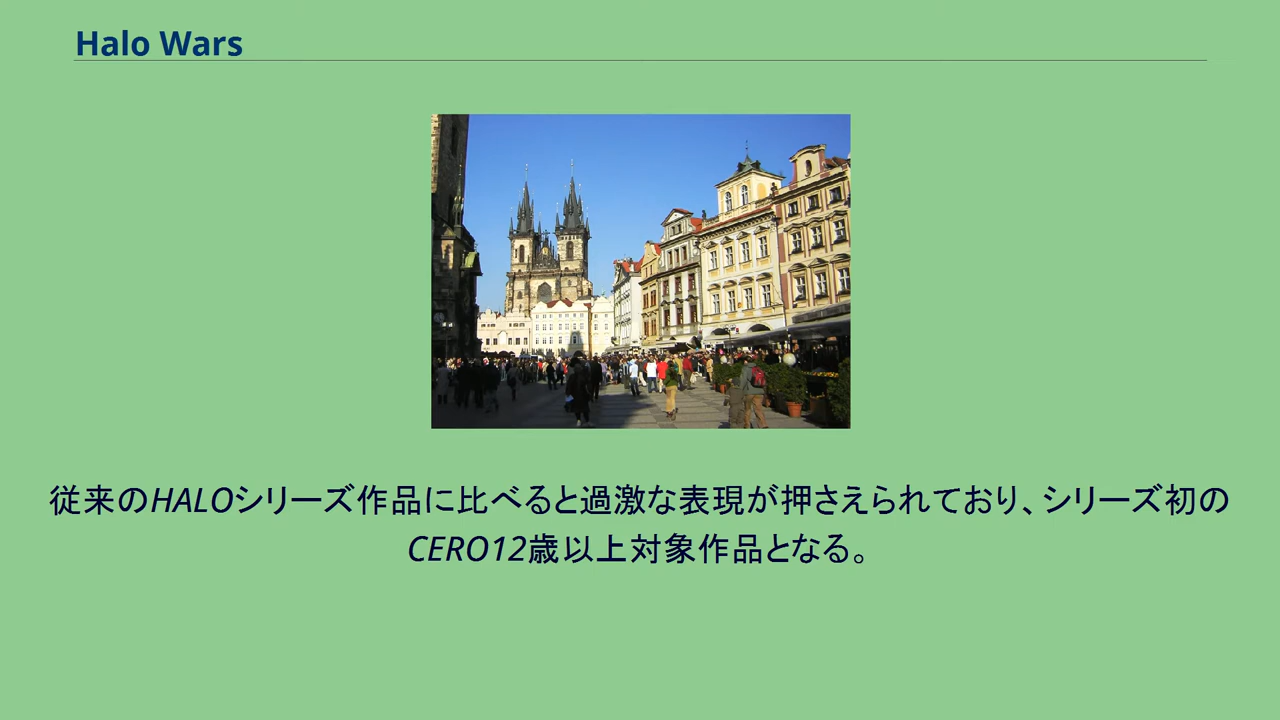 Halo Wars
従来のHALOシリーズ作品に比べると過激な表現が押さえられており、シリーズ初の
CERO12歳以上対象作品となる。